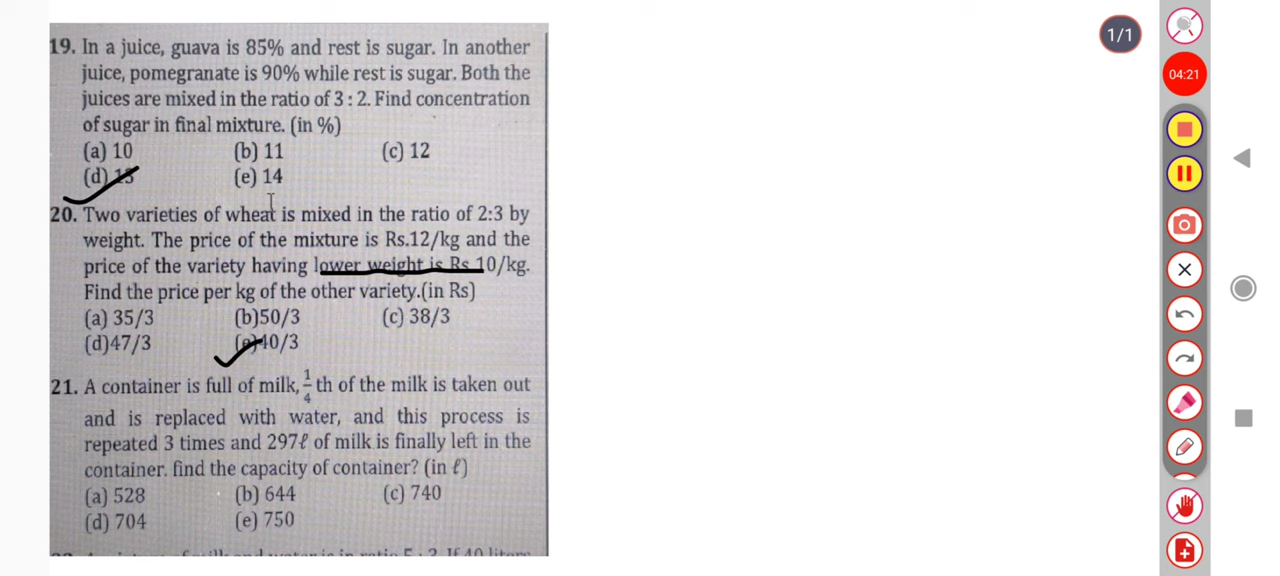 1/1
04:21
19. In a juice, guava is 85% and rest is sugar. In another
juice, pomegranate is 90% while rest is sugar. Both the
juices are mixed in the ratio of 3 : 2. Find concentration
of sugar in final mixture. (in %)
(a) 10 (b) 11 (c) 12
(d) 13 (e) 14
20. Two varieties of wheat is mixed in the ratio of 2:3 by
weight. The price of the mixture is Rs.12/kg and the
price of the variety having lower weight is Rs 10/kg.
Find the price per kg of the other variety.(in Rs)
(a) 35/3 (b)50/3 (c) 38/3
(d)47/3 (e)40/3
21. A container is full of milk, 1/4 th of the milk is taken out
and is replaced with water, and this process is
repeated 3 times and 297ℓ of milk is finally left in the
container. find the capacity of container? (in ℓ)
(a) 528 (b) 644 (c) 740
(d) 704 (e) 750